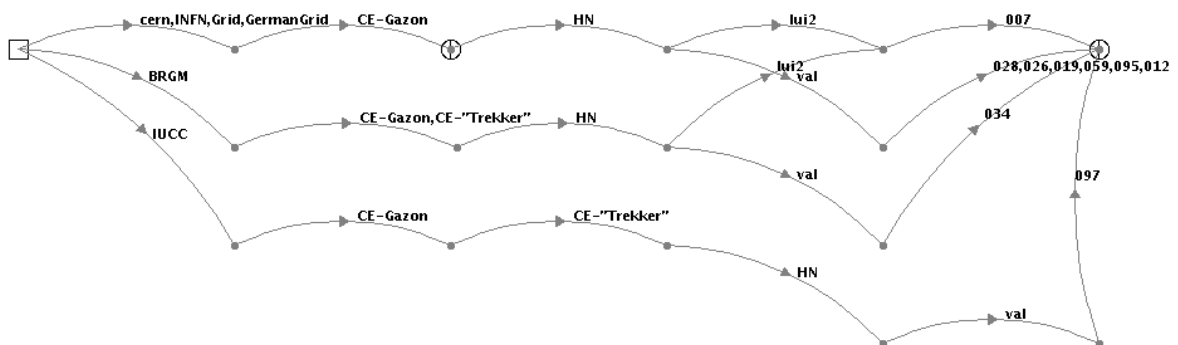 cern,INFN,Grid,GermanGrid
CE-Gazon
HN
lui2
007
BRGM
lui2
val
028,026,019,059,095,012
IUCC
CE-Gazon,CE-"Trekker"
HN
034
val
097
CE-Gazon
CE-"Trekker"
HN
val